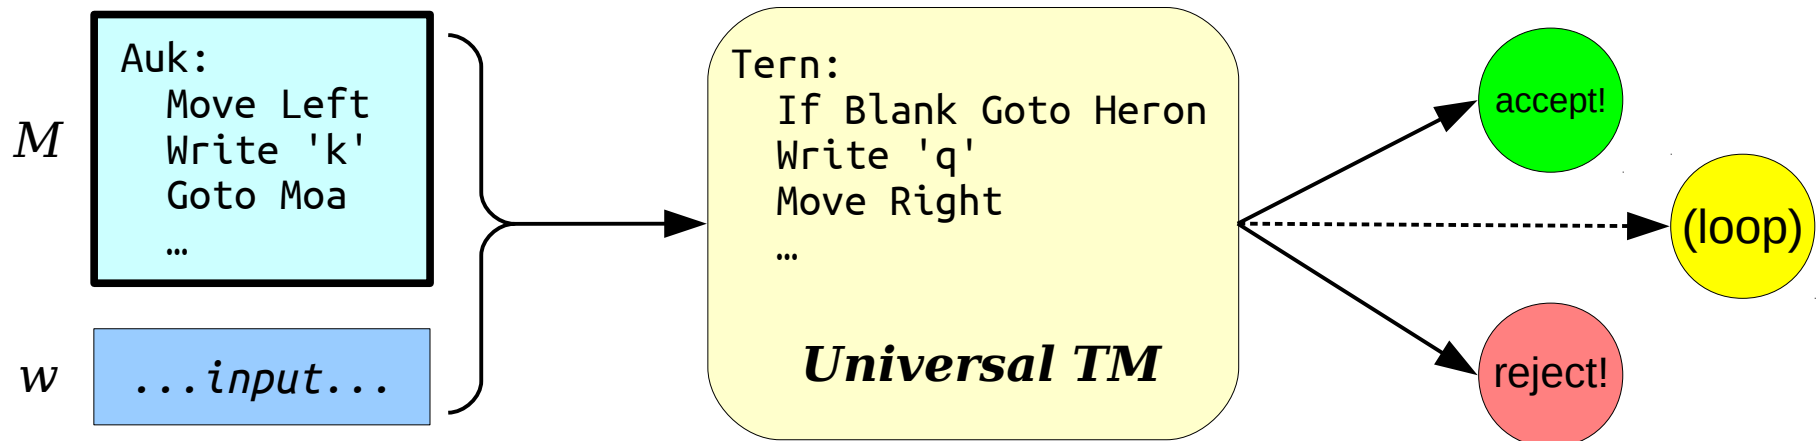 M
Auk:
Move Left
Write 'k'
Goto Moa
…
w
...input...
Tern:
If Blank Goto Heron
Write 'q'
Move Right
…
Universal TM
accept!
(loop)
reject!